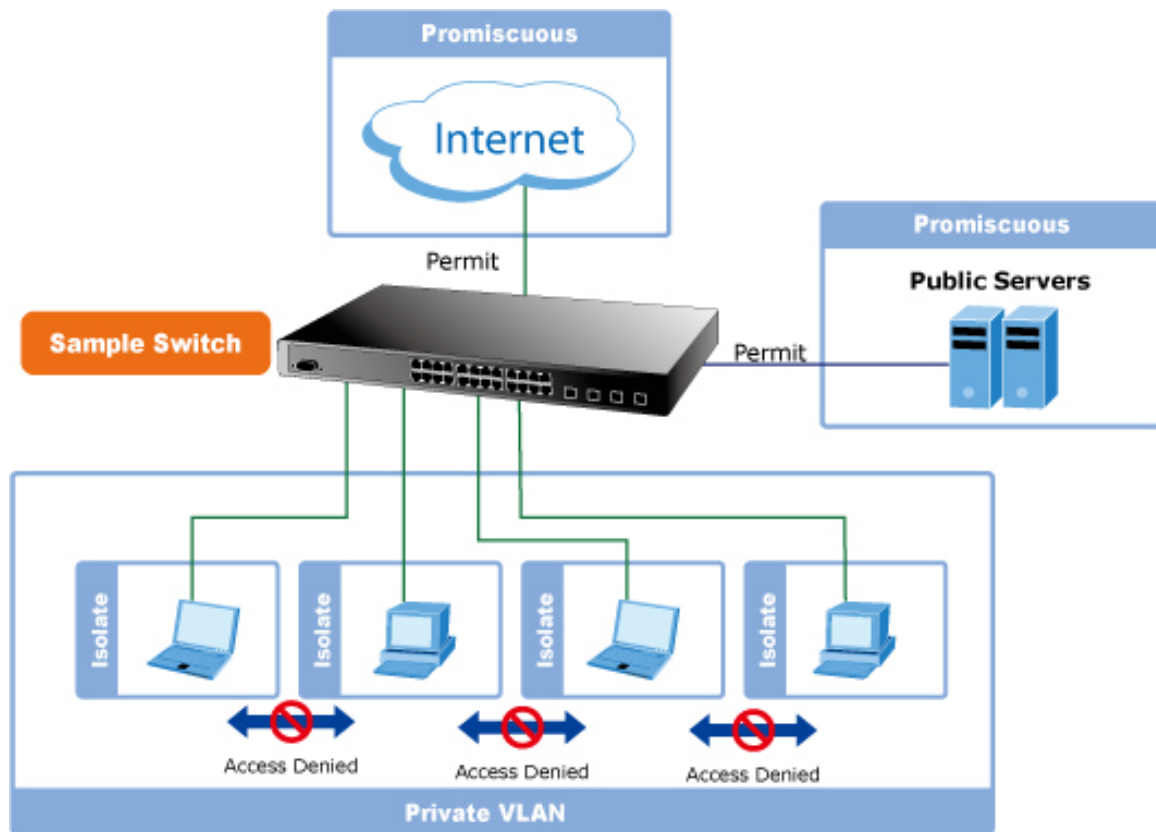 Promiscuous
Internet
Permit
Promiscuous
Public Servers
Sample Switch
Permit
Isolate
Isolate
Isolate
Isolate
Access Denied
Access Denied
Access Denied
Private VLAN